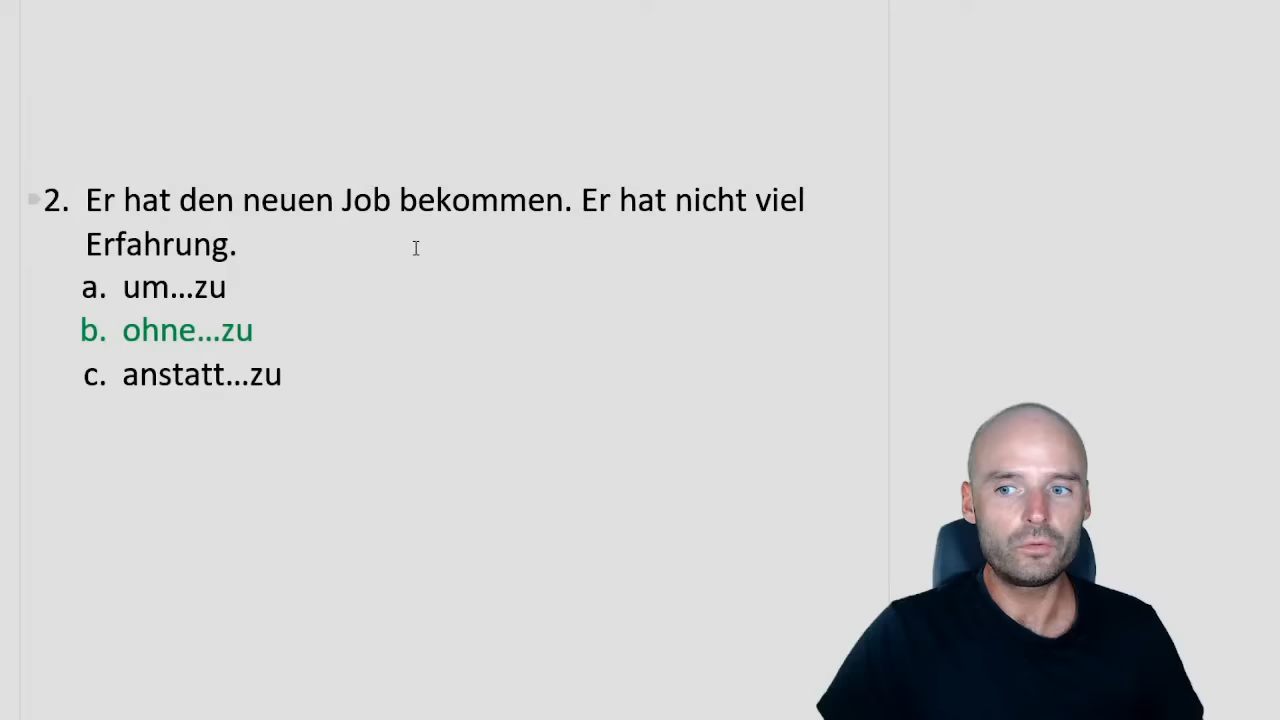 2. Er hat den neuen Job bekommen. Er hat nicht viel
Erfahrung.
a. um...zu
b. ohne...zu
c. anstatt...zu